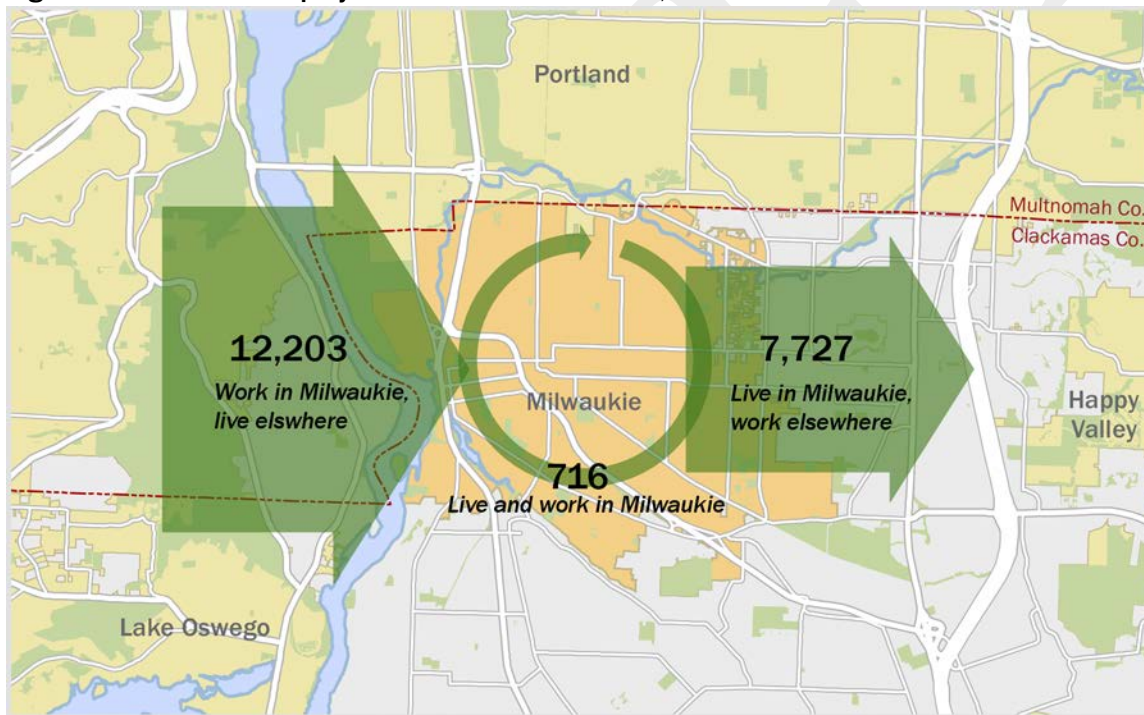 Portland
Multnomah Co.
Clackamas Co.
12,203
Work in Milwaukie,
live elswhere
7,727
Live in Milwaukie,
work elsewhere
Milwaukie
Happy
Valley
716
Live and work in Milwaukie
Lake Oswego